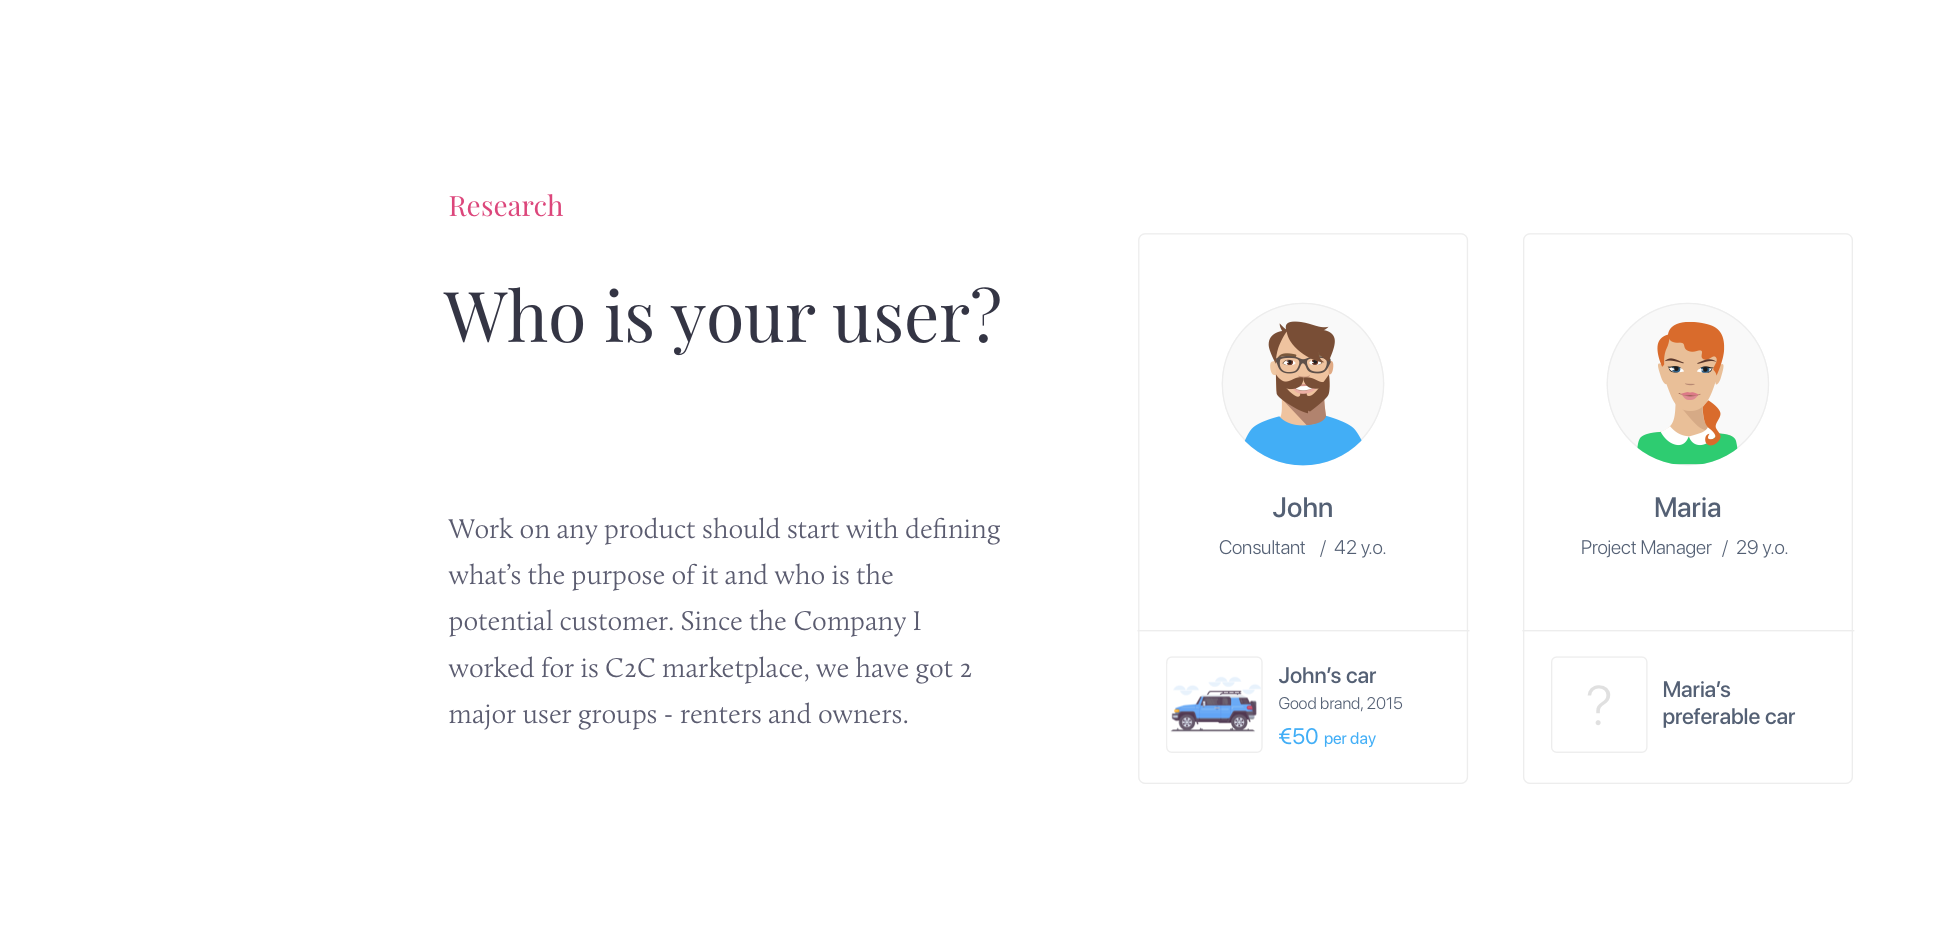 Research
Who is your user?
Work on any product should start with defining
what’s the purpose of it and who is the
potential customer. Since the Company I
worked for is C2C marketplace, we have got 2
major user groups - renters and owners.
John
Consultant / 42 y.o.
John’s car
Good brand, 2015
€50 per day
Maria
Project Manager / 29 y.o.
?
Maria’s
preferable car